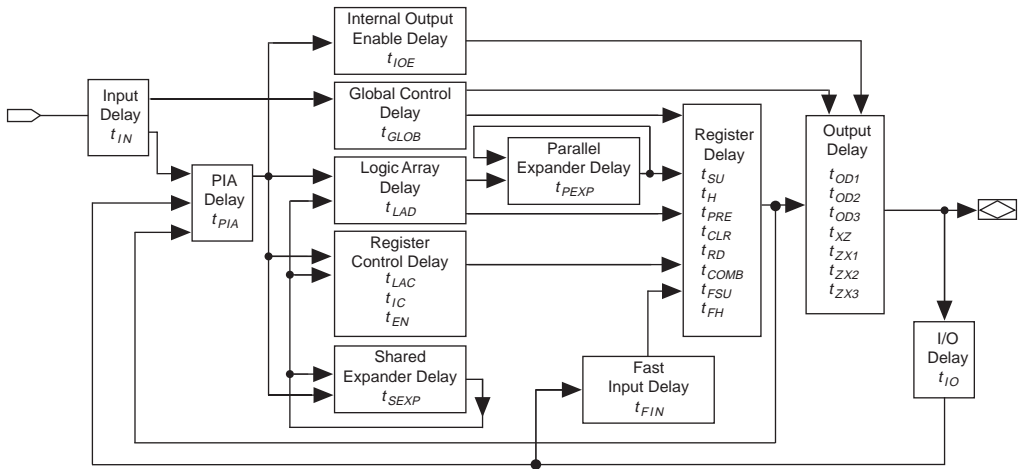 Internal Output
Enable Delay
tIOE
Input
Delay
tIN
Global Control
Delay
tGLOB
PIA
Delay
tPIA
Logic Array
Delay
tLAD
Parallel
Expander Delay
tPEXP
Register
Control Delay
tLAC
tIC
tEN
Shared
Expander Delay
tSEXP
Fast
Input Delay
tFIN
Register
Delay
tSU
tH
tPRE
tCLR
tRD
tCOMB
tFSU
tFH
Output
Delay
tOD1
tOD2
tOD3
tXZ
tZX1
tZX2
tZX3
I/O
Delay
tIO